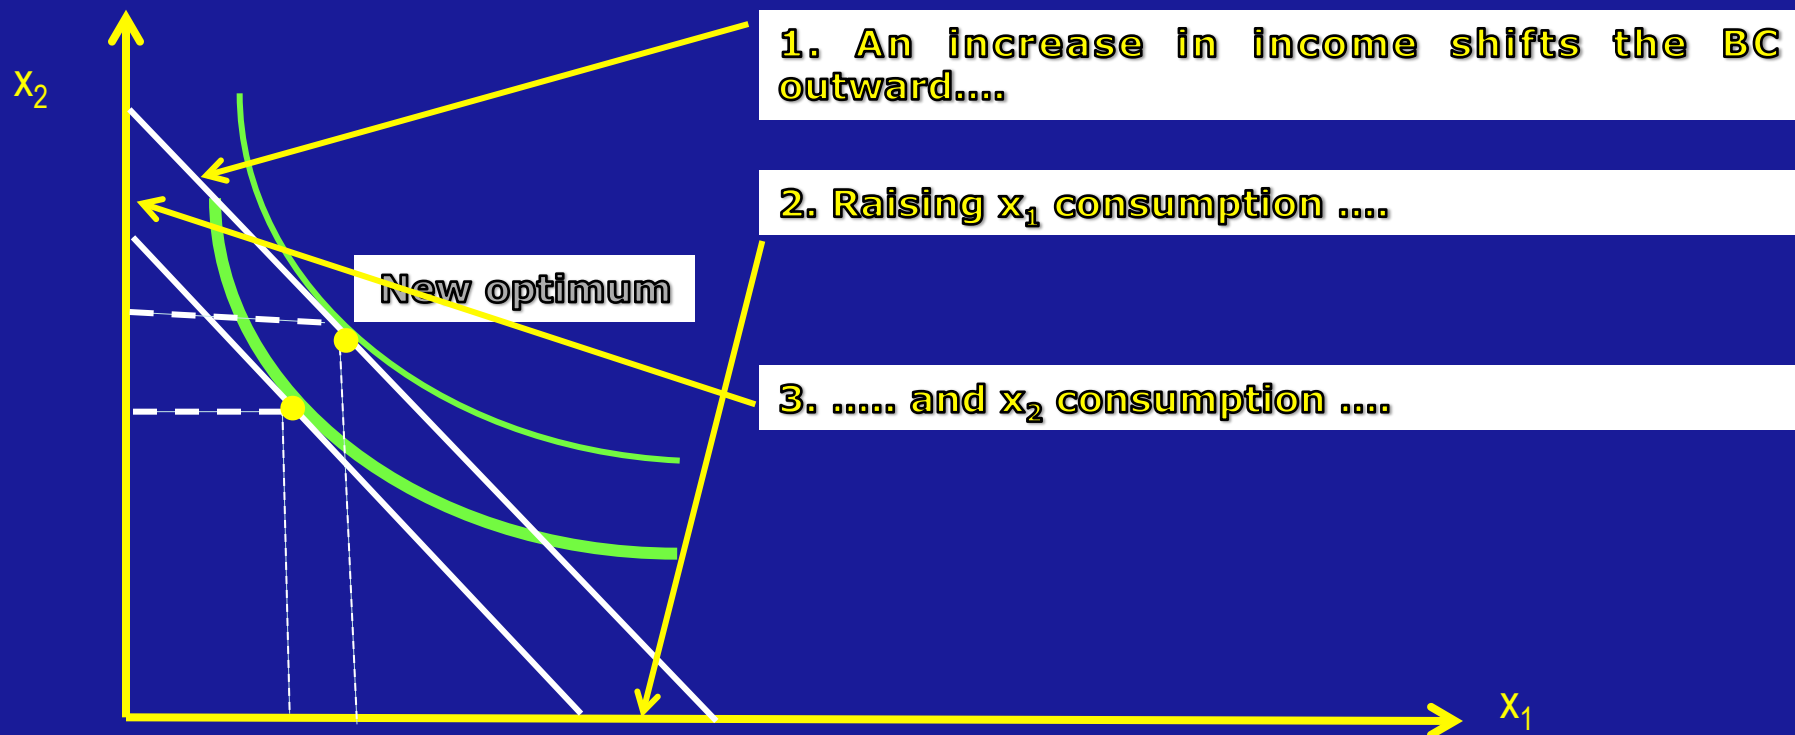 1. An increase in income shifts the BC
outward....
x2
2. Raising x1 consumption ....
New optimum
3. ..... and x2 consumption ....
x1